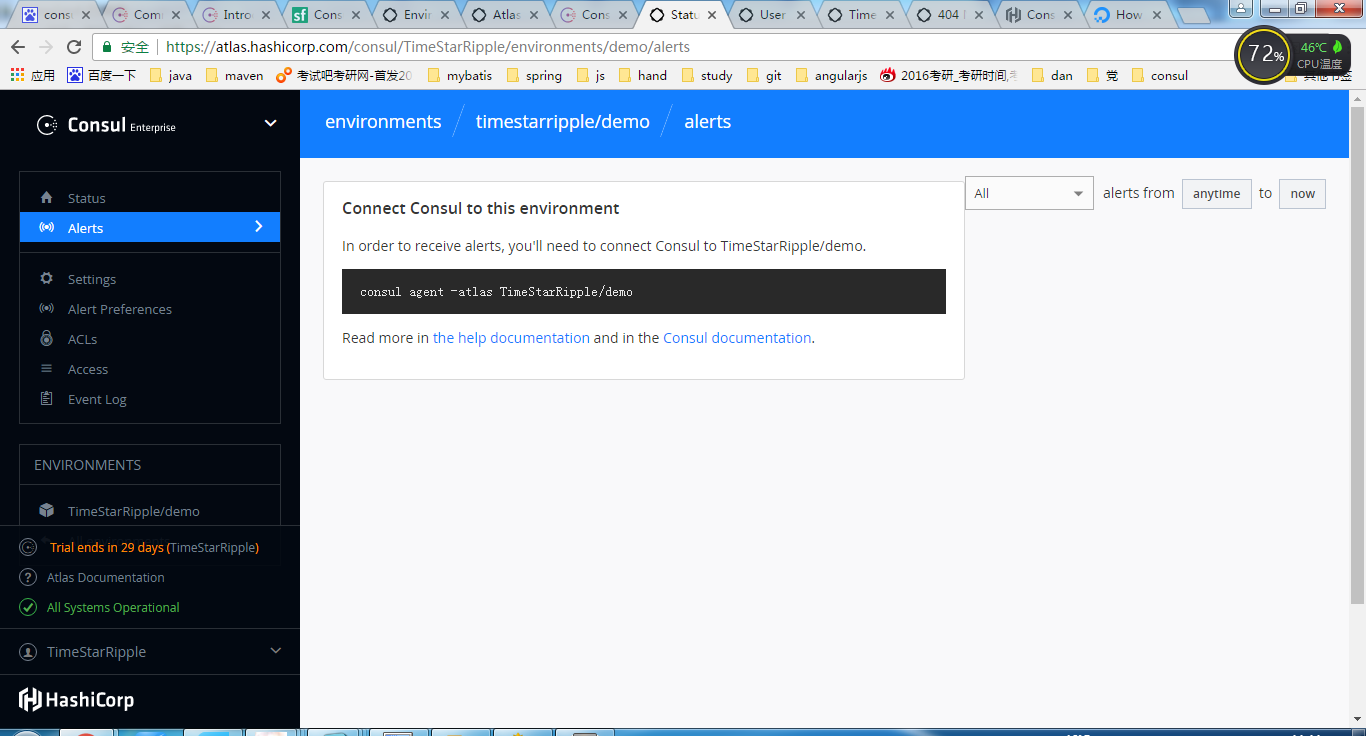 cons
Com
Intro
Cons
Envir
Atlas
Cons
Statu
User
Time
404
Cons
How
安全 https://atlas.hashicorp.com/consul/TimeStarRipple/environments/demo/alerts
应用 百度一下 java maven 考试吧考研网-首发20 mybatis spring js hand study git angularjs 2016考研_考研时间,考 dan 党 consul 其他书签
72%
46℃
CPU温度
Consul Enterprise
environments / timestarripple/demo / alerts
Status
Alerts
Settings
Alert Preferences
ACLs
Access
Event Log
ENVIRONMENTS
TimeStarRipple/demo
Trial ends in 29 days (TimeStarRipple)
Atlas Documentation
All Systems Operational
TimeStarRipple
HashiCorp
Connect Consul to this environment
In order to receive alerts, you'll need to connect Consul to TimeStarRipple/demo.
consul agent -atlas TimeStarRipple/demo
Read more in the help documentation and in the Consul documentation.
All alerts from anytime to now